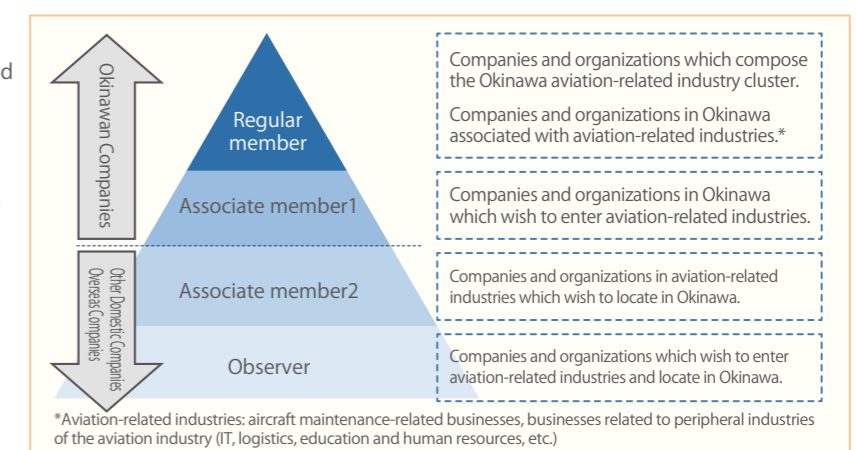 d
Okinawan Companies
Other Domestic Companies
Overseas Companies
Regular
member
Associate member1
Associate member2
Observer
Companies and organizations which compose
the Okinawa aviation-related industry cluster.
Companies and organizations in Okinawa
associated with aviation-related industries.*
Companies and organizations in Okinawa
which wish to enter aviation-related industries.
Companies and organizations in aviation-related
industries which wish to locate in Okinawa.
Companies and organizations which wish to enter
aviation-related industries and locate in Okinawa.
*Aviation-related industries: aircraft maintenance-related businesses, businesses related to peripheral industries
of the aviation industry (IT, logistics, education and human resources, etc.)